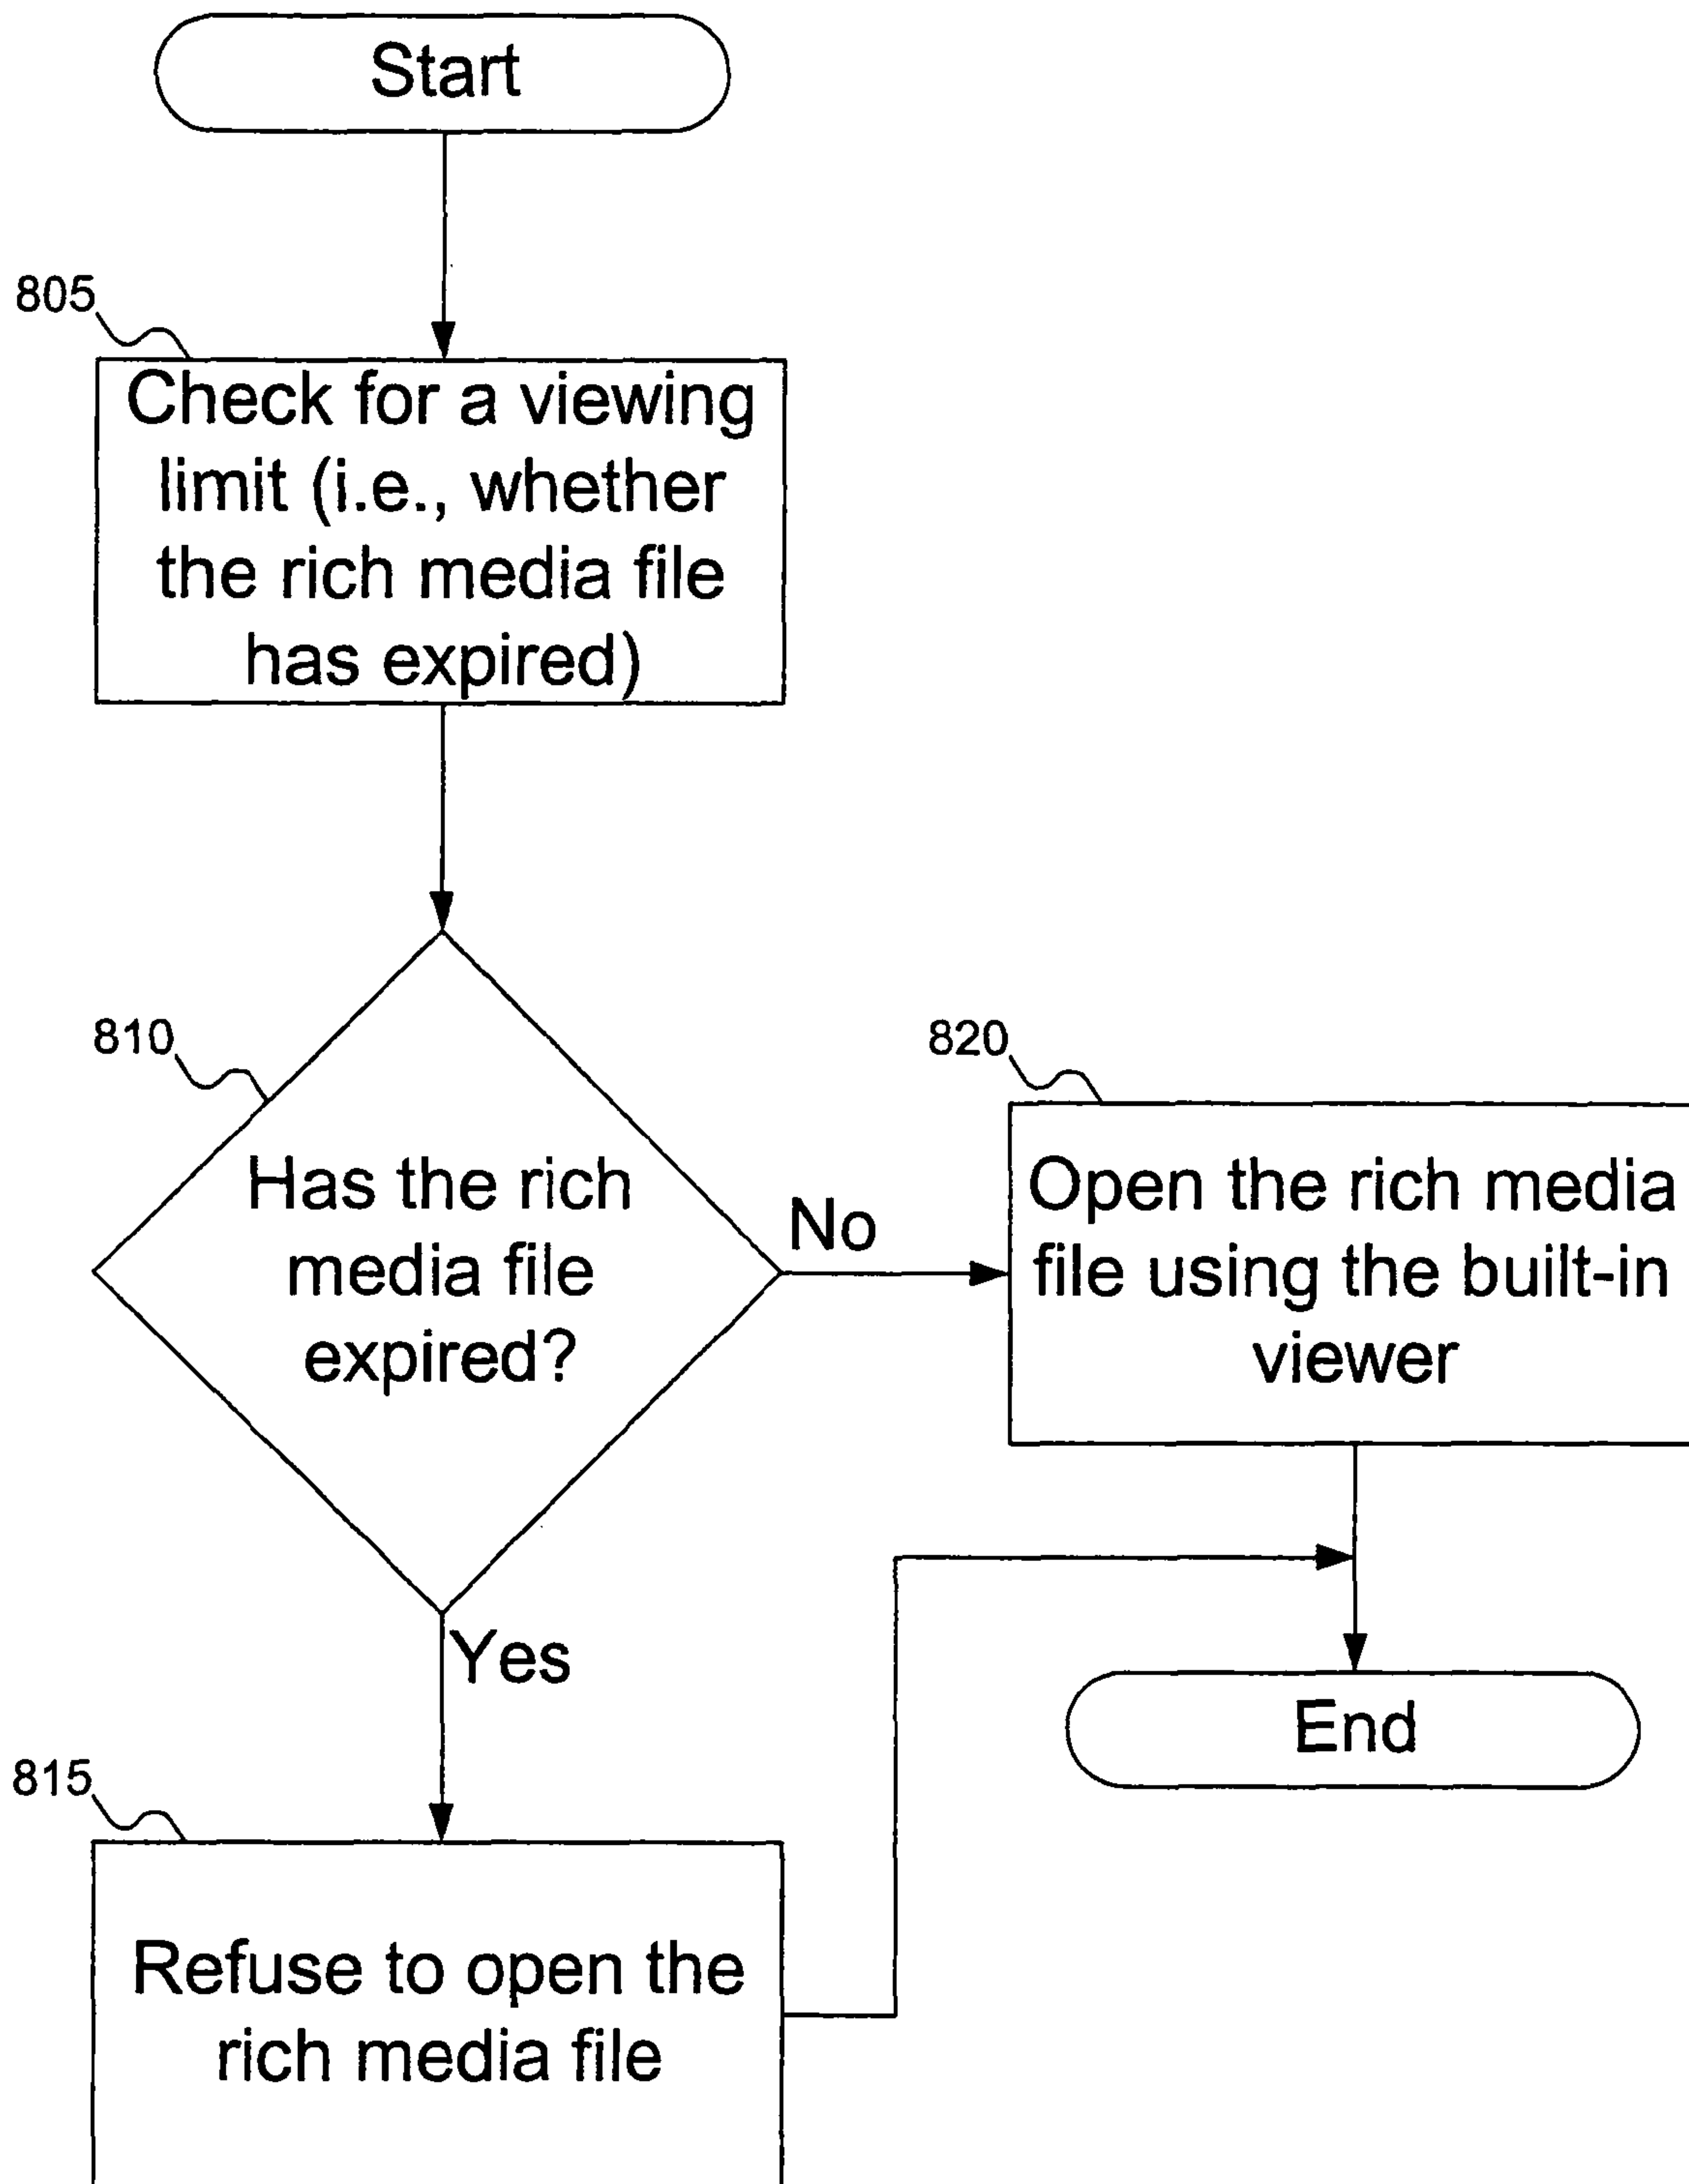 Start
805
Check for a viewing
limit (i.e., whether
the rich media file
has expired)
810
Has the rich
media file
expired?
No
820
Open the rich media
file using the built-in
viewer
Yes
End
815
Refuse to open the
rich media file